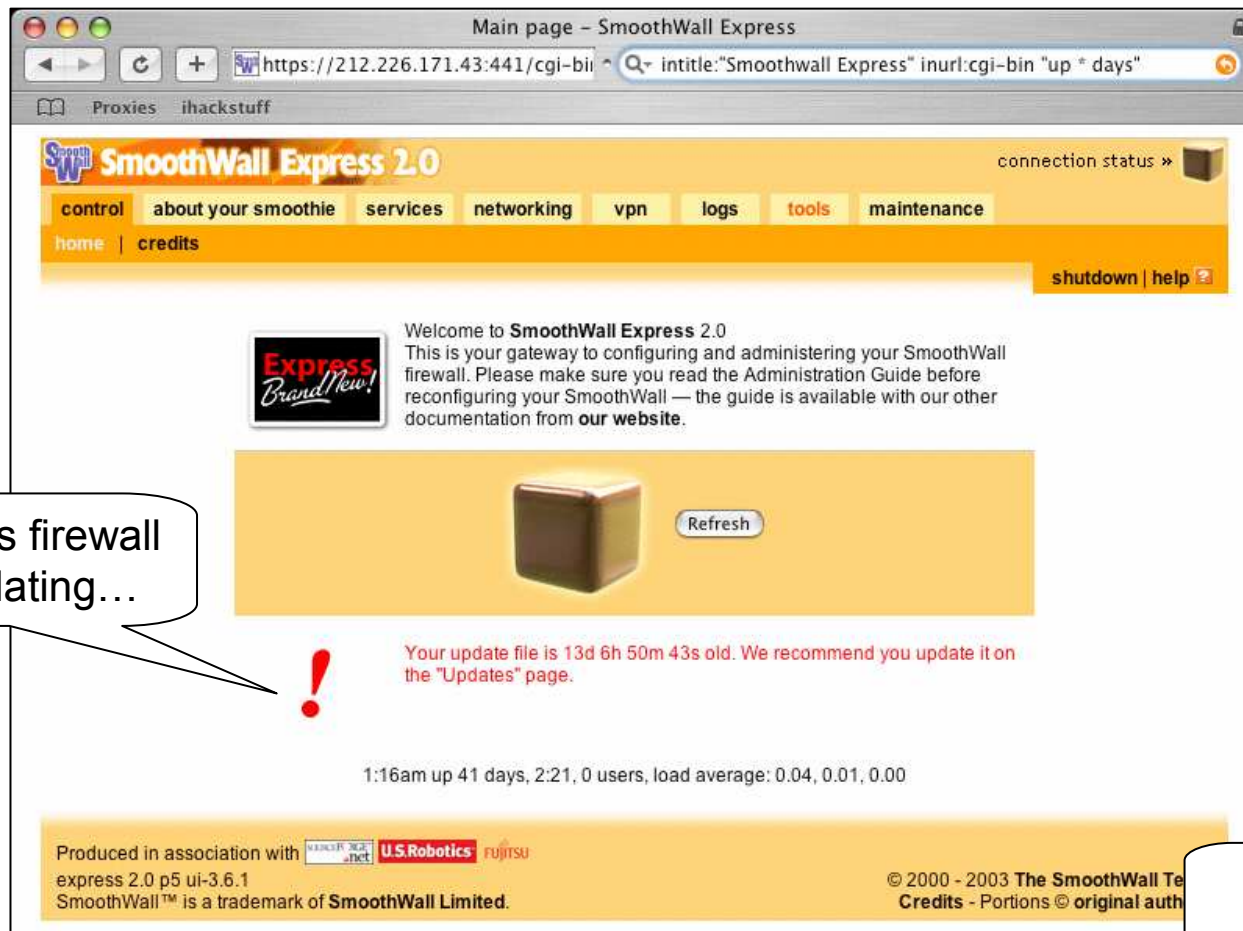 Main page – SmoothWall Express
https://212.226.171.43:441/cgi-bin
intitle:"Smoothwall Express" inurl:cgi-bin "up * days"
Proxies ihackstuff
Smooth Wall SmoothWall Express 2.0
connection status »
control about your smoothie services networking vpn logs tools maintenance
home | credits
shutdown | help ?
Express Brand New!
Welcome to SmoothWall Express 2.0
This is your gateway to configuring and administering your SmoothWall
firewall. Please make sure you read the Administration Guide before
reconfiguring your SmoothWall — the guide is available with our other
documentation from our website.
Refresh
s firewall
lating…
!
Your update file is 13d 6h 50m 43s old. We recommend you update it on
the "Updates" page.
1:16am up 41 days, 2:21, 0 users, load average: 0.04, 0.01, 0.00
Produced in association with SOURCEFORGE .net U.S.Robotics FUJITSU
express 2.0 p5 ui-3.6.1
SmoothWall™ is a trademark of SmoothWall Limited.
© 2000 - 2003 The SmoothWall Te
Credits - Portions © original auth